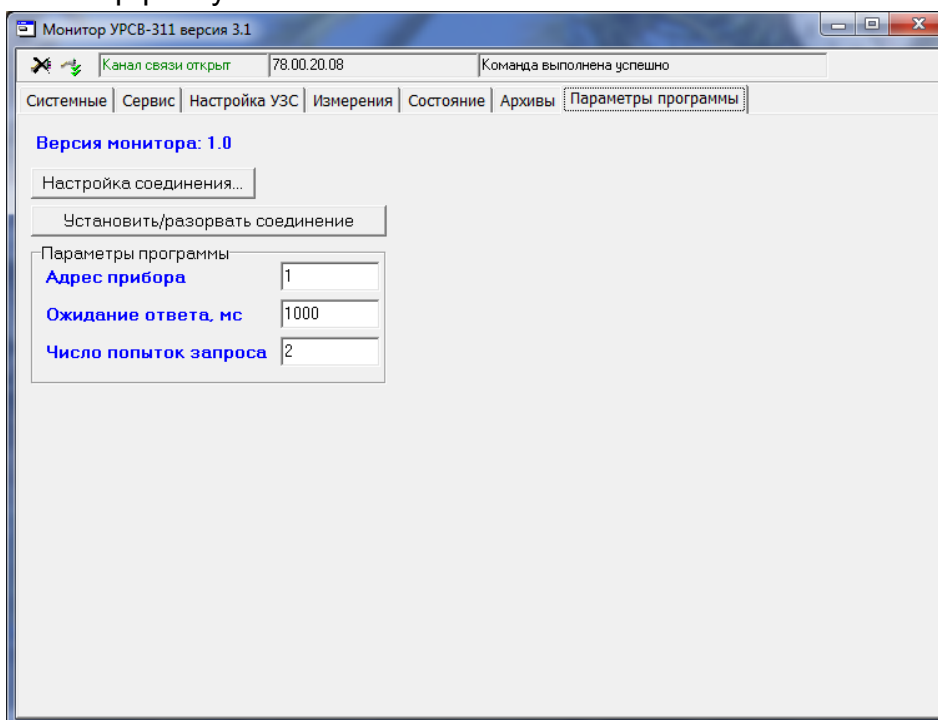 Монитор УРСВ-311 версия 3.1
Канал связи открыт 78.00.20.08 Команда выполнена успешно
Системные Сервис Настройка УЗС Измерения Состояние Архивы Параметры программы
Версия монитора: 1.0
Настройка соединения...
Установить/разорвать соединение
Параметры программы
Адрес прибора 1
Ожидание ответа, мс 1000
Число попыток запроса 2